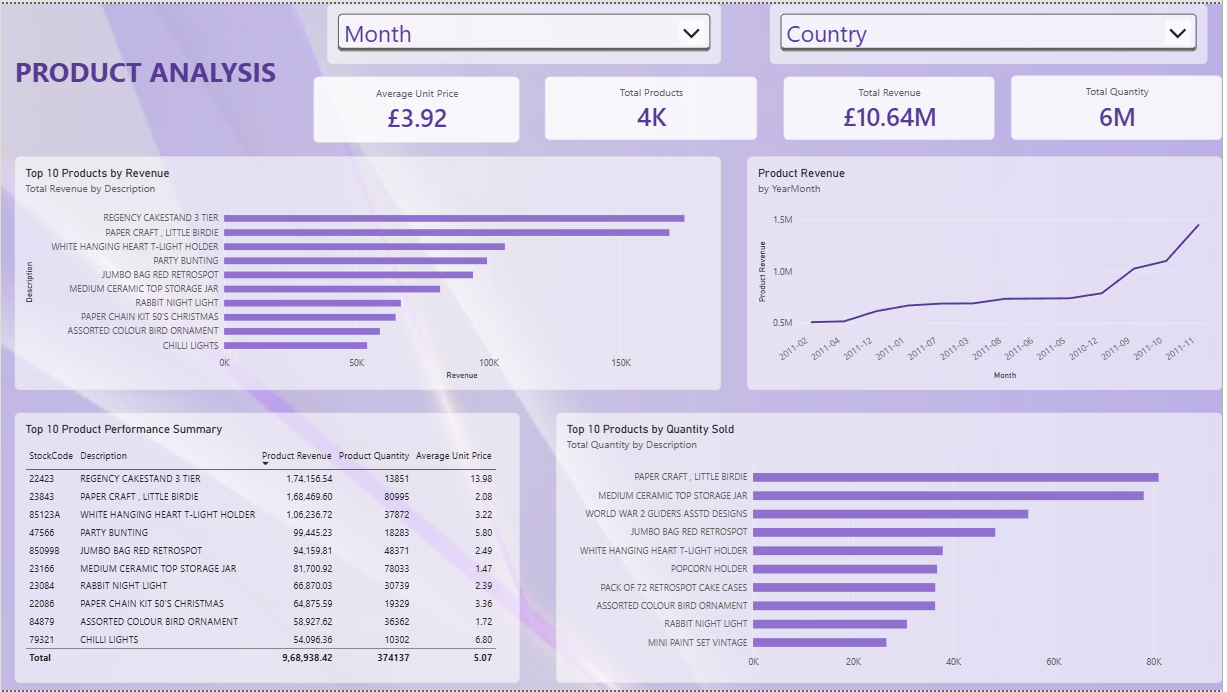 Month
Country
PRODUCT ANALYSIS
Average Unit Price
£3.92
Total Products
4K
Total Revenue
£10.64M
Total Quantity
6M
Top 10 Products by Revenue
Total Revenue by Description
Description
REGENCY CAKESTAND 3 TIER
PAPER CRAFT , LITTLE BIRDIE
WHITE HANGING HEART T-LIGHT HOLDER
PARTY BUNTING
JUMBO BAG RED RETROSPOT
MEDIUM CERAMIC TOP STORAGE JAR
RABBIT NIGHT LIGHT
PAPER CHAIN KIT 50'S CHRISTMAS
ASSORTED COLOUR BIRD ORNAMENT
CHILLI LIGHTS
0K 50K 100K 150K
Revenue
Product Revenue
by YearMonth
Product Revenue
1.5M
1.0M
0.5M
2011-02 2011-04 2011-12 2011-01 2011-07 2011-03 2011-08 2011-06 2011-05 2010-12 2011-09 2011-10 2011-11
Month
Top 10 Product Performance Summary
StockCode Description Product Revenue Product Quantity Average Unit Price
22423 REGENCY CAKESTAND 3 TIER 1,74,156.54 13851 13.98
23843 PAPER CRAFT , LITTLE BIRDIE 1,68,469.60 80995 2.08
85123A WHITE HANGING HEART T-LIGHT HOLDER 1,06,236.72 37872 3.22
47566 PARTY BUNTING 99,445.23 18283 5.80
85099B JUMBO BAG RED RETROSPOT 94,159.81 48371 2.49
23166 MEDIUM CERAMIC TOP STORAGE JAR 81,700.92 78033 1.47
23084 RABBIT NIGHT LIGHT 66,870.03 30739 2.39
22086 PAPER CHAIN KIT 50'S CHRISTMAS 64,875.59 19329 3.36
84879 ASSORTED COLOUR BIRD ORNAMENT 58,927.62 36362 1.72
79321 CHILLI LIGHTS 54,096.36 10302 6.80
Total 9,68,938.42 374137 5.07
Top 10 Products by Quantity Sold
Total Quantity by Description
PAPER CRAFT , LITTLE BIRDIE
MEDIUM CERAMIC TOP STORAGE JAR
WORLD WAR 2 GLIDERS ASSTD DESIGNS
JUMBO BAG RED RETROSPOT
WHITE HANGING HEART T-LIGHT HOLDER
POPCORN HOLDER
PACK OF 72 RETROSPOT CAKE CASES
ASSORTED COLOUR BIRD ORNAMENT
RABBIT NIGHT LIGHT
MINI PAINT SET VINTAGE
0K 20K 40K 60K 80K